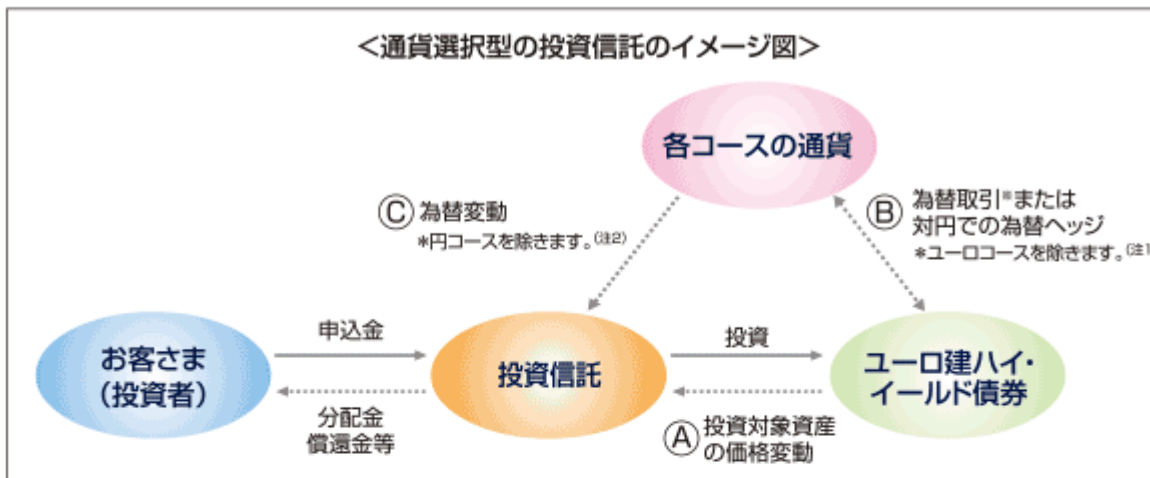 ＜通貨選択型の投資信託のイメージ図＞
各コースの通貨
Ⓒ 為替変動
＊円コースを除きます。(注2)
Ⓑ 為替取引※または
対円での為替ヘッジ
＊ユーロコースを除きます。(注1
お客さま
（投資者）
申込金
分配金
償還金等
投資信託
投資
Ⓐ 投資対象資産
の価格変動
ユーロ建ハイ・
イールド債券